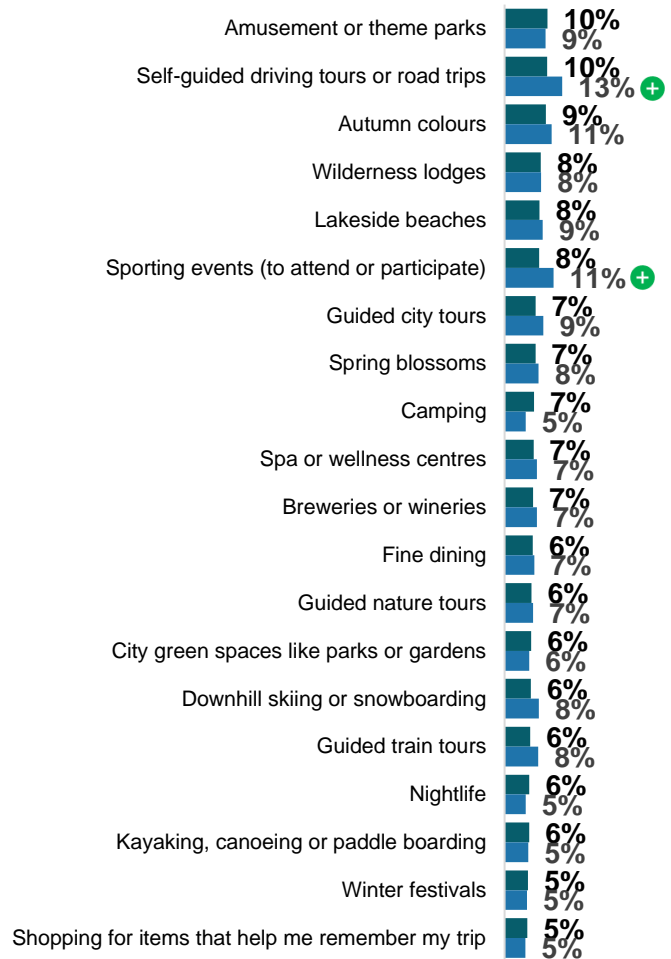 Amusement or theme parks 10%
9%
Self-guided driving tours or road trips 10%
13% +
Autumn colours 9%
11%
Wilderness lodges 8%
8%
Lakeside beaches 8%
9%
Sporting events (to attend or participate) 8%
11% +
Guided city tours 7%
9%
Spring blossoms 7%
8%
Camping 7%
5%
Spa or wellness centres 7%
7%
Breweries or wineries 7%
7%
Fine dining 6%
7%
Guided nature tours 6%
7%
City green spaces like parks or gardens 6%
6%
Downhill skiing or snowboarding 6%
8%
Guided train tours 6%
8%
Nightlife 6%
5%
Kayaking, canoeing or paddle boarding 6%
5%
Winter festivals 5%
5%
Shopping for items that help me remember my trip 5%
5%